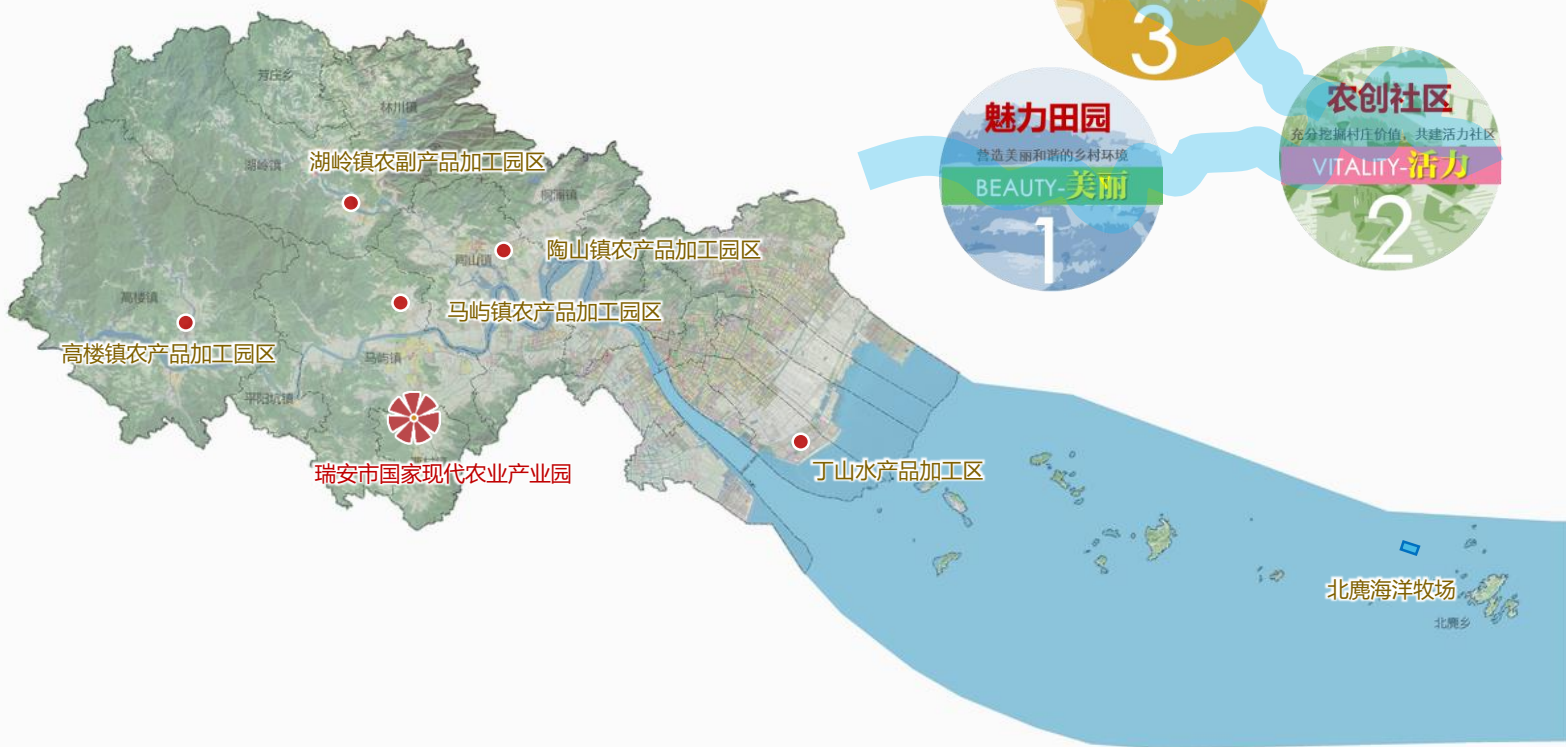 3
魅力田园
营造美丽和谐的乡村环境
BEAUTY-美丽
1
农创社区
充分挖掘村庄价值，共建活力社区
VITALITY-活力
2
芳庄乡
林川镇
湖岭镇农副产品加工园区
湖岭镇
阁潮镇
陶山镇农产品加工园区
陶山镇
高楼镇
马屿镇农产品加工园区
高楼镇农产品加工园区
马屿镇
平阳坑镇
瑞安市国家现代农业产业园
丁山水产品加工区
北麂海洋牧场
北麂乡